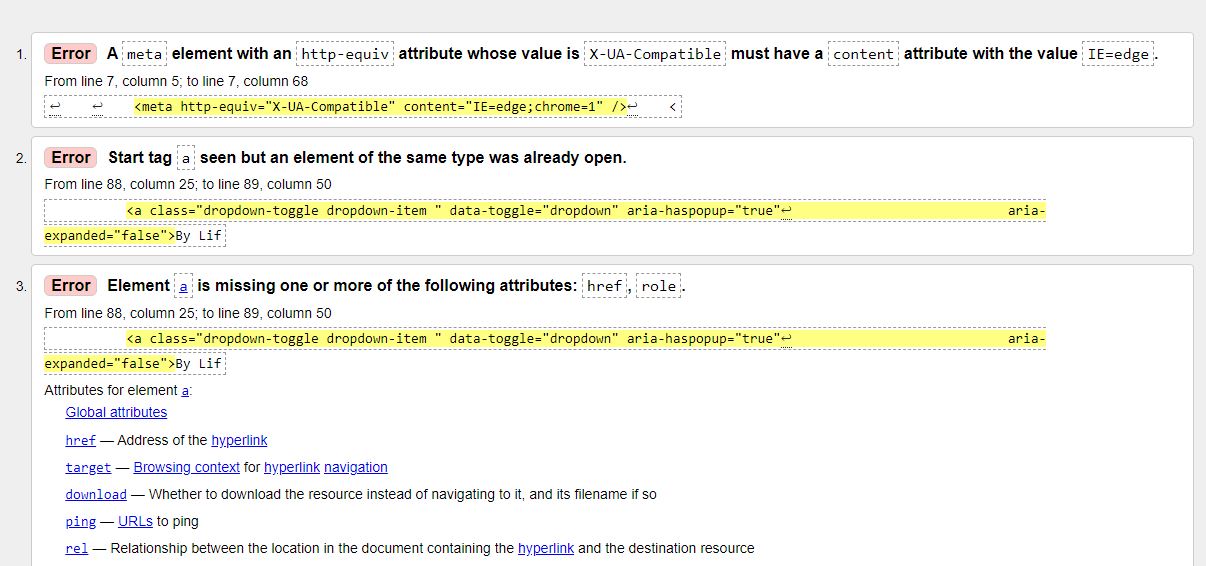 1. Error A meta element with an http-equiv attribute whose value is X-UA-Compatible must have a content attribute with the value IE=edge.
From line 7, column 5; to line 7, column 68
↩ ↩ <meta http-equiv="X-UA-Compatible" content="IE=edge;chrome=1" />↩ <
2. Error Start tag a seen but an element of the same type was already open.
From line 88, column 25; to line 89, column 50
<a class="dropdown-toggle dropdown-item " data-toggle="dropdown" aria-haspopup="true"↩ aria-
expanded="false">By Lif
3. Error Element a is missing one or more of the following attributes: href, role.
From line 88, column 25; to line 89, column 50
<a class="dropdown-toggle dropdown-item " data-toggle="dropdown" aria-haspopup="true"↩ aria-
expanded="false">By Lif
Attributes for element a:
Global attributes
href — Address of the hyperlink
target — Browsing context for hyperlink navigation
download — Whether to download the resource instead of navigating to it, and its filename if so
ping — URLs to ping
rel — Relationship between the location in the document containing the hyperlink and the destination resource